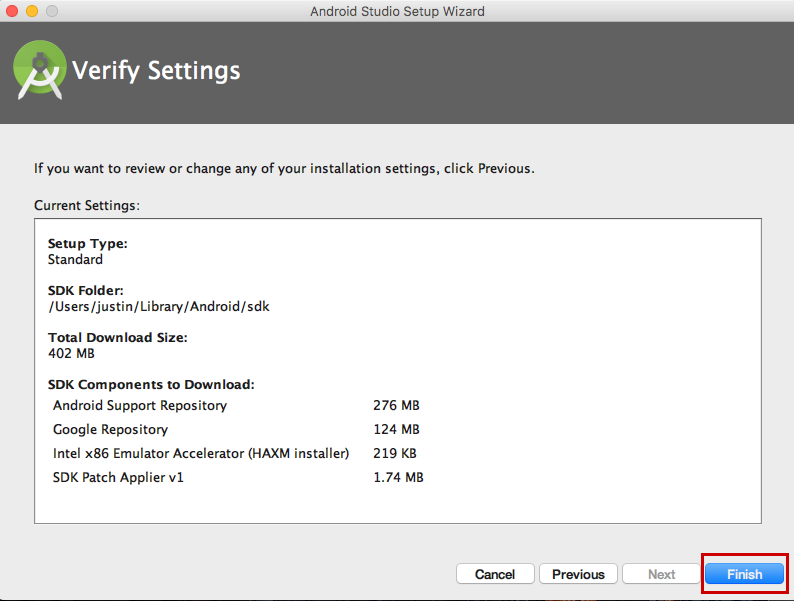 Android Studio Setup Wizard
Verify Settings
If you want to review or change any of your installation settings, click Previous.
Current Settings:
Setup Type:
Standard
SDK Folder:
/Users/justin/Library/Android/sdk
Total Download Size:
402 MB
SDK Components to Download:
Android Support Repository 276 MB
Google Repository 124 MB
Intel x86 Emulator Accelerator (HAXM installer) 219 KB
SDK Patch Applier v1 1.74 MB
Cancel Previous Next Finish